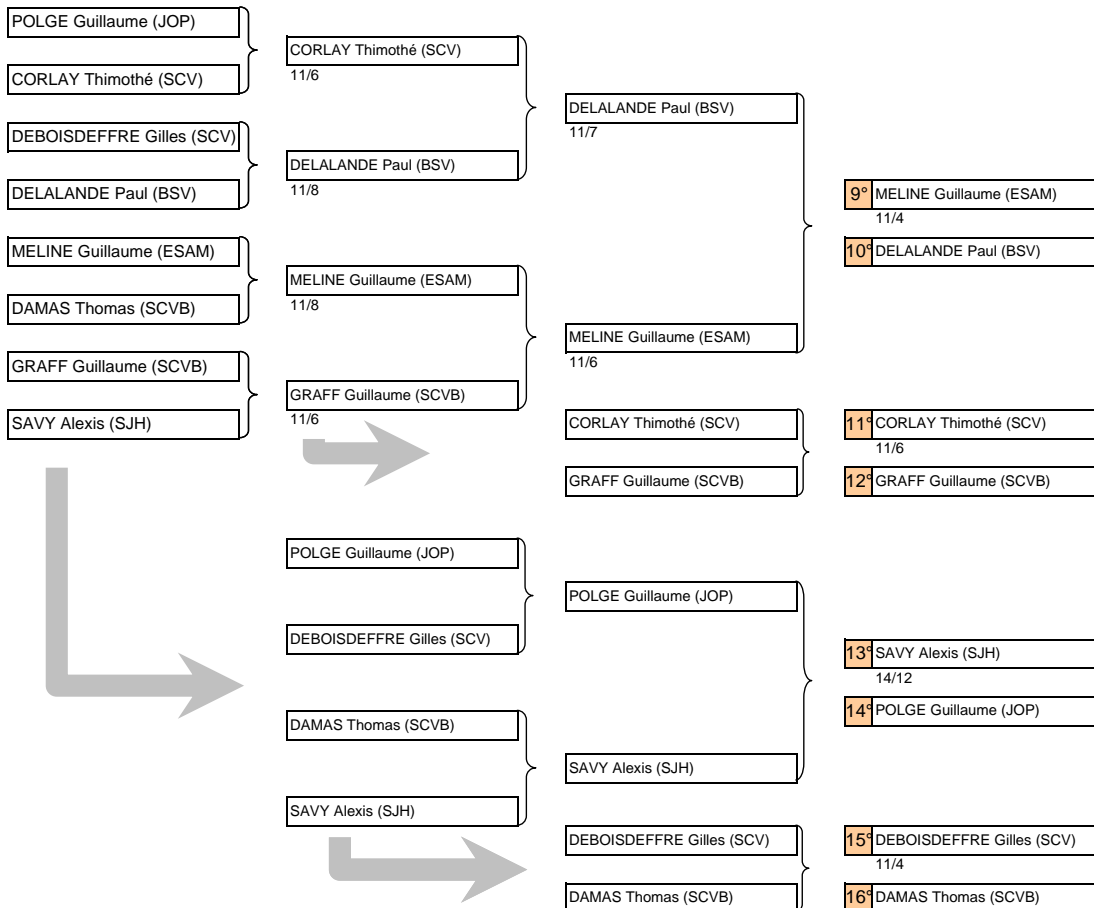 POLGE Guillaume (JOP)
CORLAY Thimothé (SCV)
DEBOISDEFFRE Gilles (SCV)
DELALANDE Paul (BSV)
MELINE Guillaume (ESAM)
DAMAS Thomas (SCVB)
GRAFF Guillaume (SCVB)
SAVY Alexis (SJH)
CORLAY Thimothé (SCV)
11/6
DELALANDE Paul (BSV)
11/8
MELINE Guillaume (ESAM)
11/8
GRAFF Guillaume (SCVB)
11/6
POLGE Guillaume (JOP)
DEBOISDEFFRE Gilles (SCV)
DAMAS Thomas (SCVB)
SAVY Alexis (SJH)
DELALANDE Paul (BSV)
11/7
MELINE Guillaume (ESAM)
11/6
CORLAY Thimothé (SCV)
GRAFF Guillaume (SCVB)
POLGE Guillaume (JOP)
SAVY Alexis (SJH)
DEBOISDEFFRE Gilles (SCV)
DAMAS Thomas (SCVB)
9° MELINE Guillaume (ESAM)
11/4
10° DELALANDE Paul (BSV)
11° CORLAY Thimothé (SCV)
11/6
12° GRAFF Guillaume (SCVB)
13° SAVY Alexis (SJH)
14/12
14° POLGE Guillaume (JOP)
15° DEBOISDEFFRE Gilles (SCV)
11/4
16° DAMAS Thomas (SCVB)